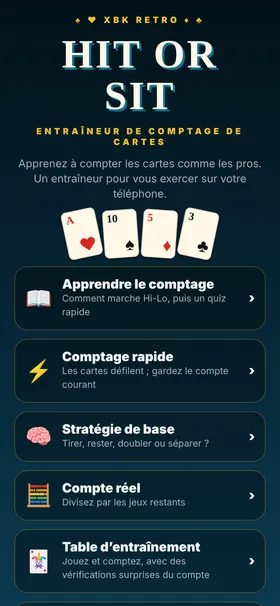 ♠ ♥ XBK RETRO ♦ ♣
HIT OR
SIT
ENTRAÎNEUR DE COMPTAGE DE
CARTES
Apprenez à compter les cartes comme les pros.
Un entraîneur pour vous exercer sur votre
téléphone.
A 10 5 3
Apprendre le comptage
Comment marche Hi-Lo, puis un quiz
rapide
Comptage rapide
Les cartes défilent ; gardez le compte
courant
Stratégie de base
Tirer, rester, doubler ou séparer ?
Compte réel
Divisez par les jeux restants
Table d’entraînement
Jouez et comptez, avec des
vérifications surprises du compte